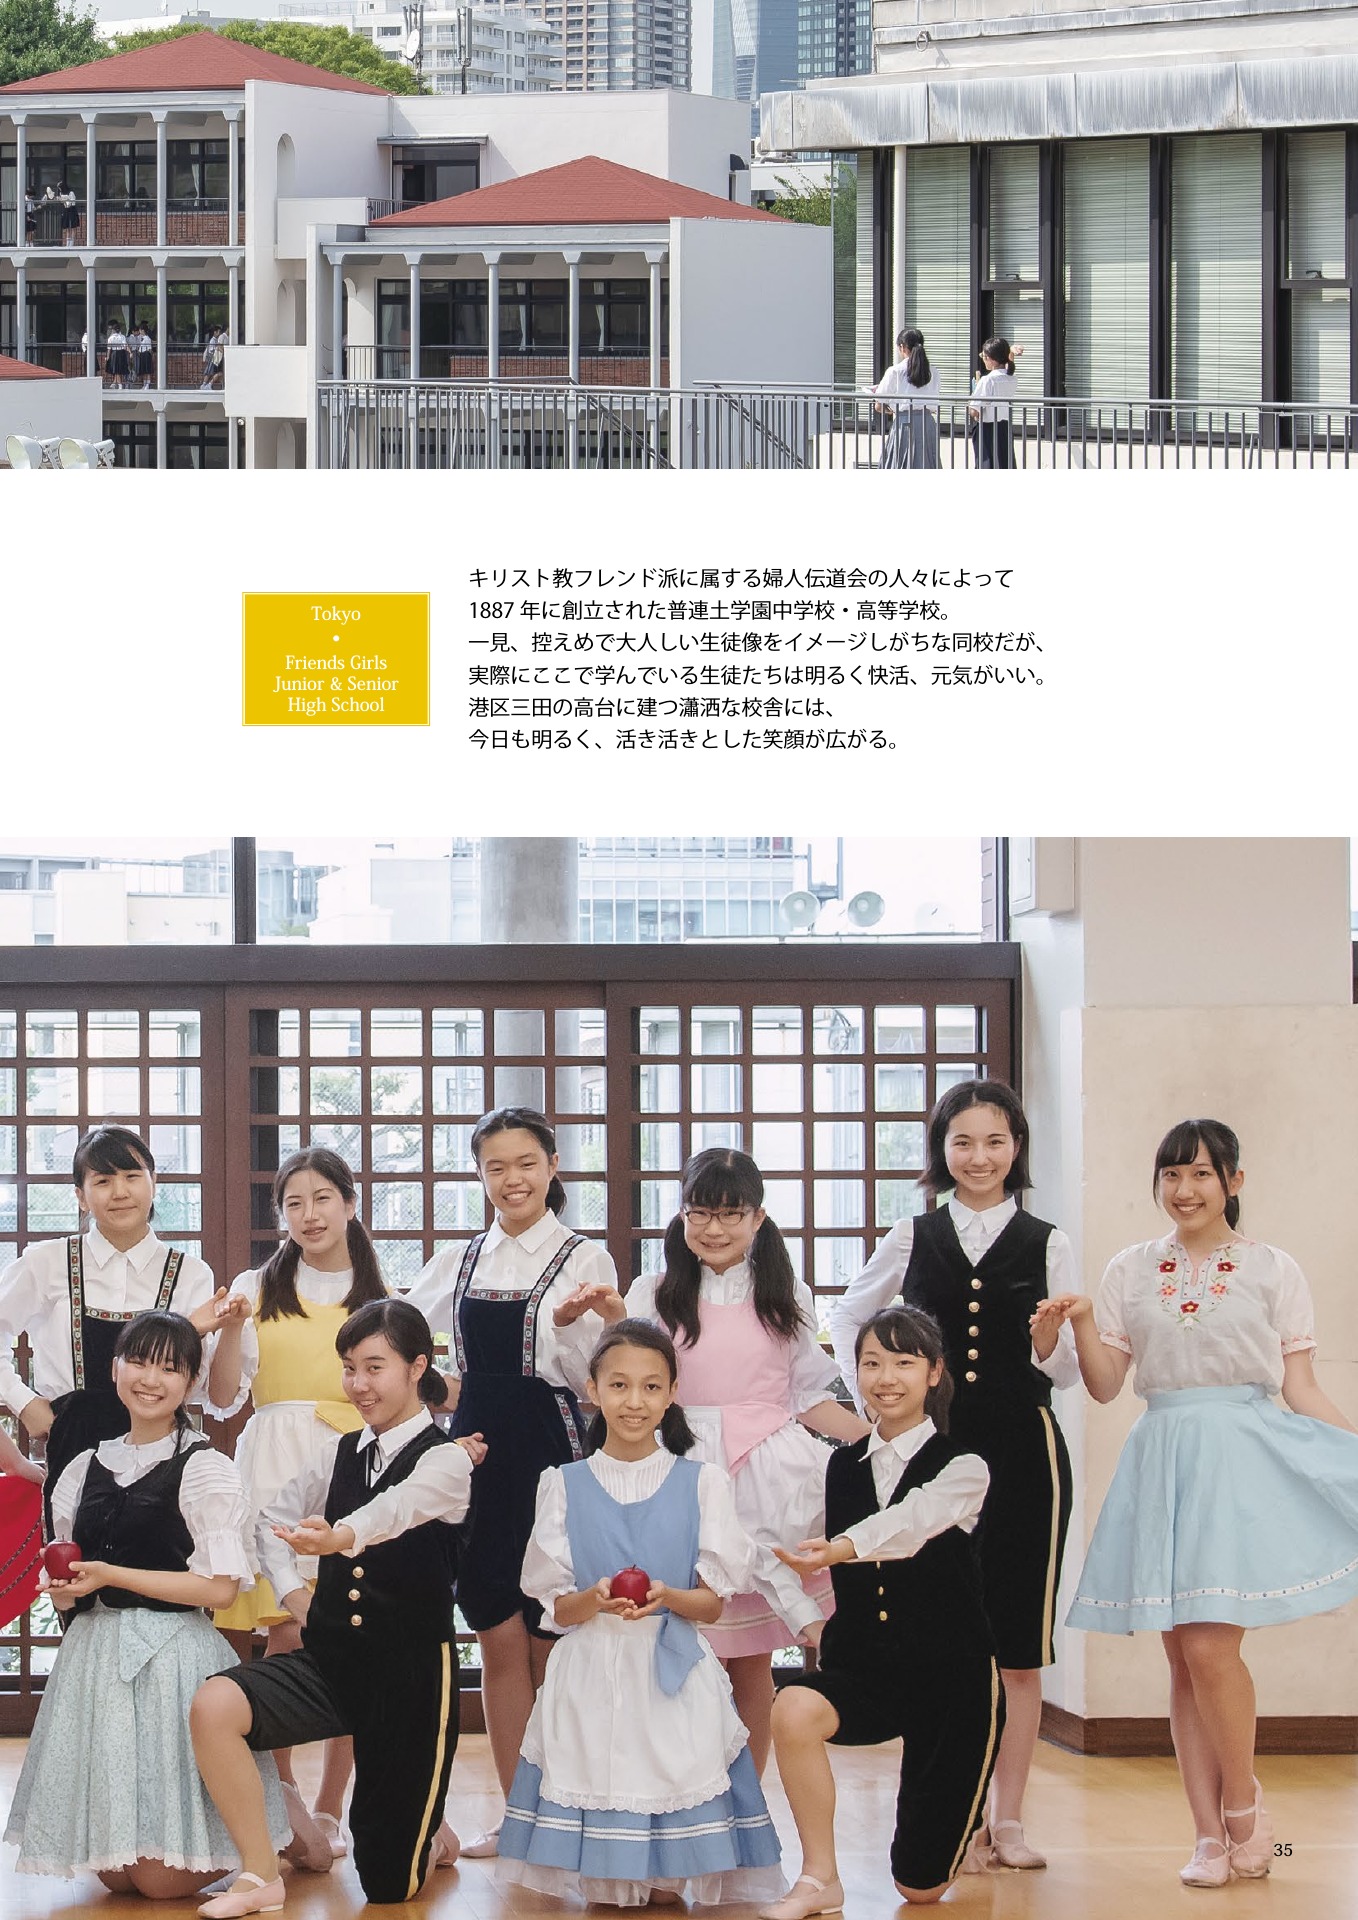 Tokyo
•
Friends Girls
Junior & Senior
High School
キリスト教フレンド派に属する婦人伝道会の人々によって
1887 年に創立された普連土学園中学校・高等学校。
一見、控えめで大人しい生徒像をイメージしがちな同校だが、
実際にここで学んでいる生徒たちは明るく快活、元気がいい。
港区三田の高台に建つ瀟洒な校舎には、
今日も明るく、活き活きとした笑顔が広がる。
35